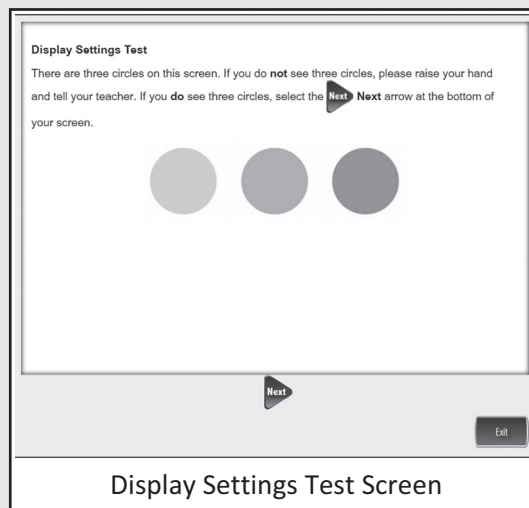 Display Settings Test
There are three circles on this screen. If you do not see three circles, please raise your hand
and tell your teacher. If you do see three circles, select the Next Next arrow at the bottom of
your screen.
Next
Exit
Display Settings Test Screen